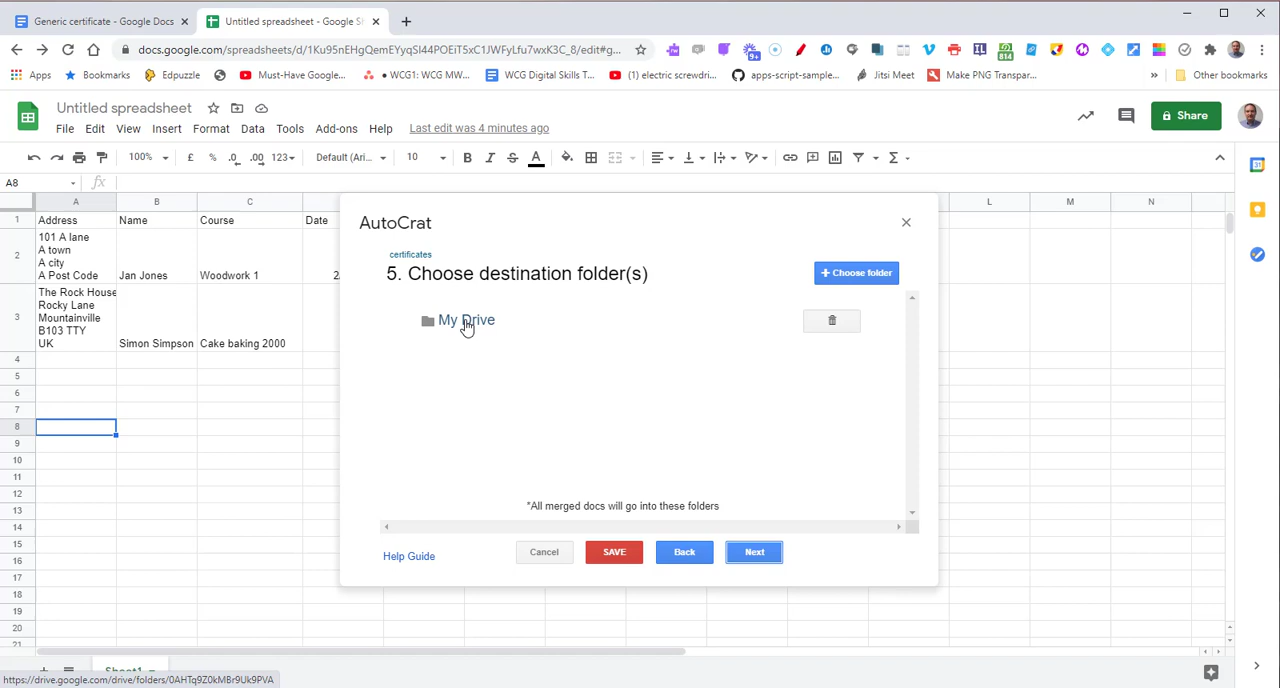 Generic certificate - Google Docs
Untitled spreadsheet - Google S
docs.google.com/spreadsheets/d/1Ku95nEHgQemEYyqSl44POEiT5xC1JWFyLfu7wxK3C_8/edit#g...
Apps
Bookmarks
Edpuzzle
Must-Have Google...
• WCG1: WCG MW...
WCG Digital Skills T...
(1) electric screwdri...
apps-script-sample...
Jitsi Meet
Make PNG Transpar...
»
Other bookmarks
Untitled spreadsheet
File Edit View Insert Format Data Tools Add-ons Help Last edit was 4 minutes ago
Share
100% £ % .0 .00 123 Default (Ari... 10 B I S A
A8 fx
A B C L M N
1 Address Name Course Date
101 A lane
A town
2 A city
A Post Code Jan Jones Woodwork 1
The Rock House
Rocky Lane
3 Mountainville
B103 TTY
UK Simon Simpson Cake baking 2000
4
5
6
7
8
9
10
11
12
13
14
15
16
17
18
19
20
21
AutoCrat
certificates
5. Choose destination folder(s)
+ Choose folder
My Drive
*All merged docs will go into these folders
Help Guide
Cancel
SAVE
Back
Next
Sheet1
https://drive.google.com/drive/folders/0AHTq9Z0kMBr9Uk9PVA